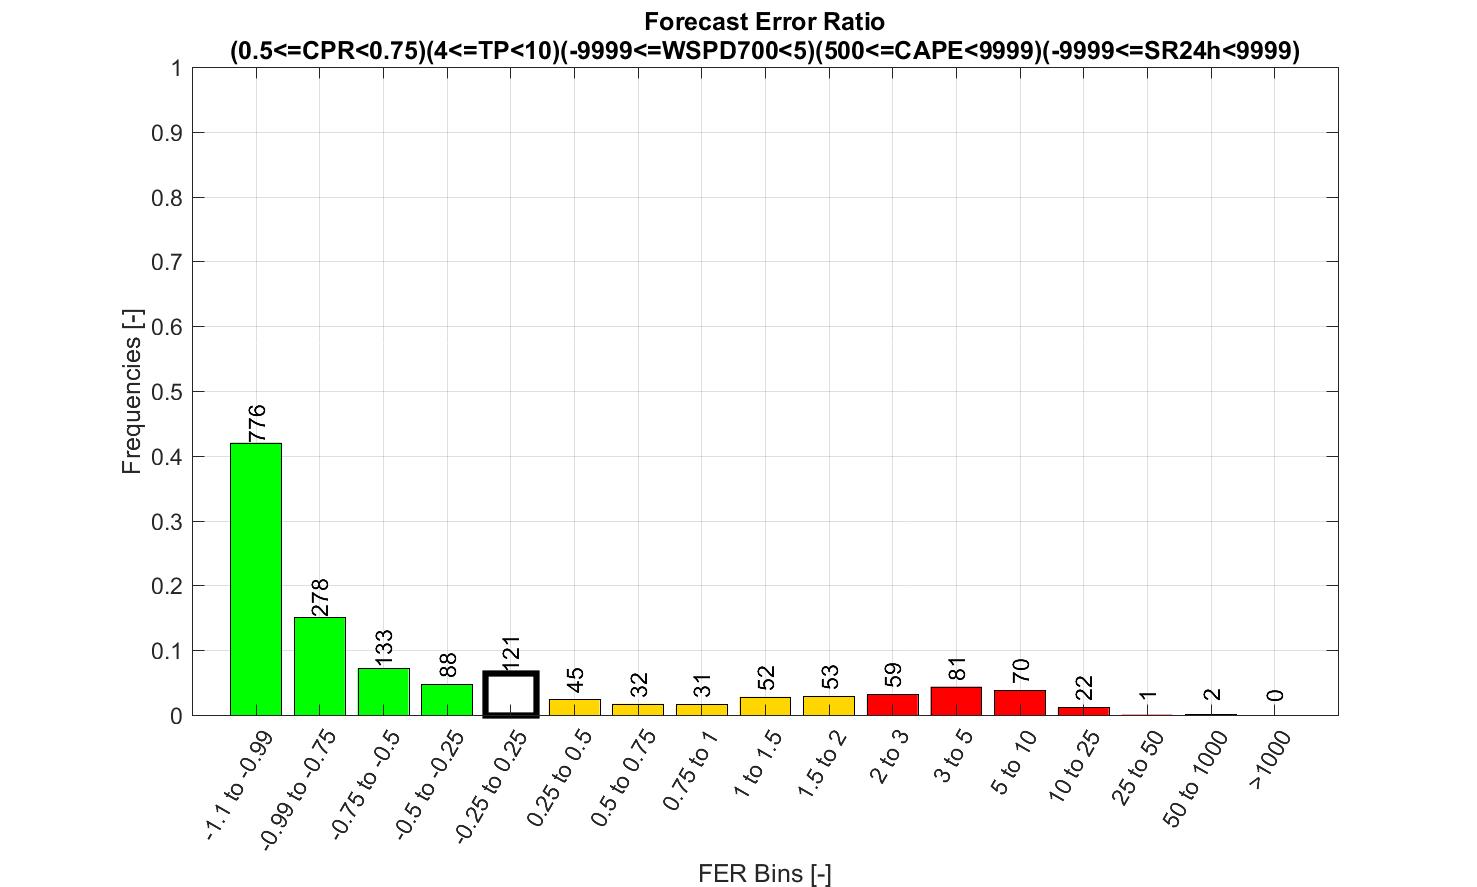 Forecast Error Ratio
(0.5<=CPR<0.75)(4<=TP<10)(-9999<=WSPD700<5)(500<=CAPE<9999)(-9999<=SR24h<9999)
Frequencies [-]
1
0.9
0.8
0.7
0.6
0.5
0.4
0.3
0.2
0.1
0
776
278
133
88
121
45
32
31
52
53
59
81
70
22
1
2
0
-1.1 to -0.99
-0.99 to -0.75
-0.75 to -0.5
-0.5 to -0.25
-0.25 to 0.25
0.25 to 0.5
0.5 to 0.75
0.75 to 1
1 to 1.5
1.5 to 2
2 to 3
3 to 5
5 to 10
10 to 25
25 to 50
50 to 1000
>1000
FER Bins [-]